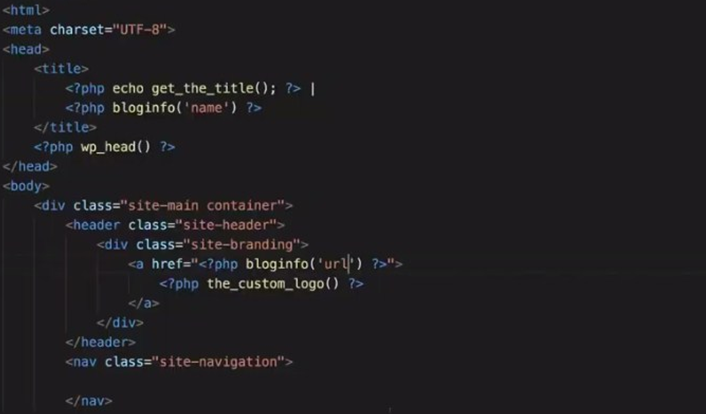 <html>
<meta charset="UTF-8">
<head>
<title>
<?php echo get_the_title(); ?> |
<?php bloginfo('name') ?>
</title>
<?php wp_head() ?>
</head>
<body>
<div class="site-main container">
<header class="site-header">
<div class="site-branding">
<a href="<?php bloginfo('url') ?>">
<?php the_custom_logo() ?>
</a>
</div>
</header>
<nav class="site-navigation">
</nav>